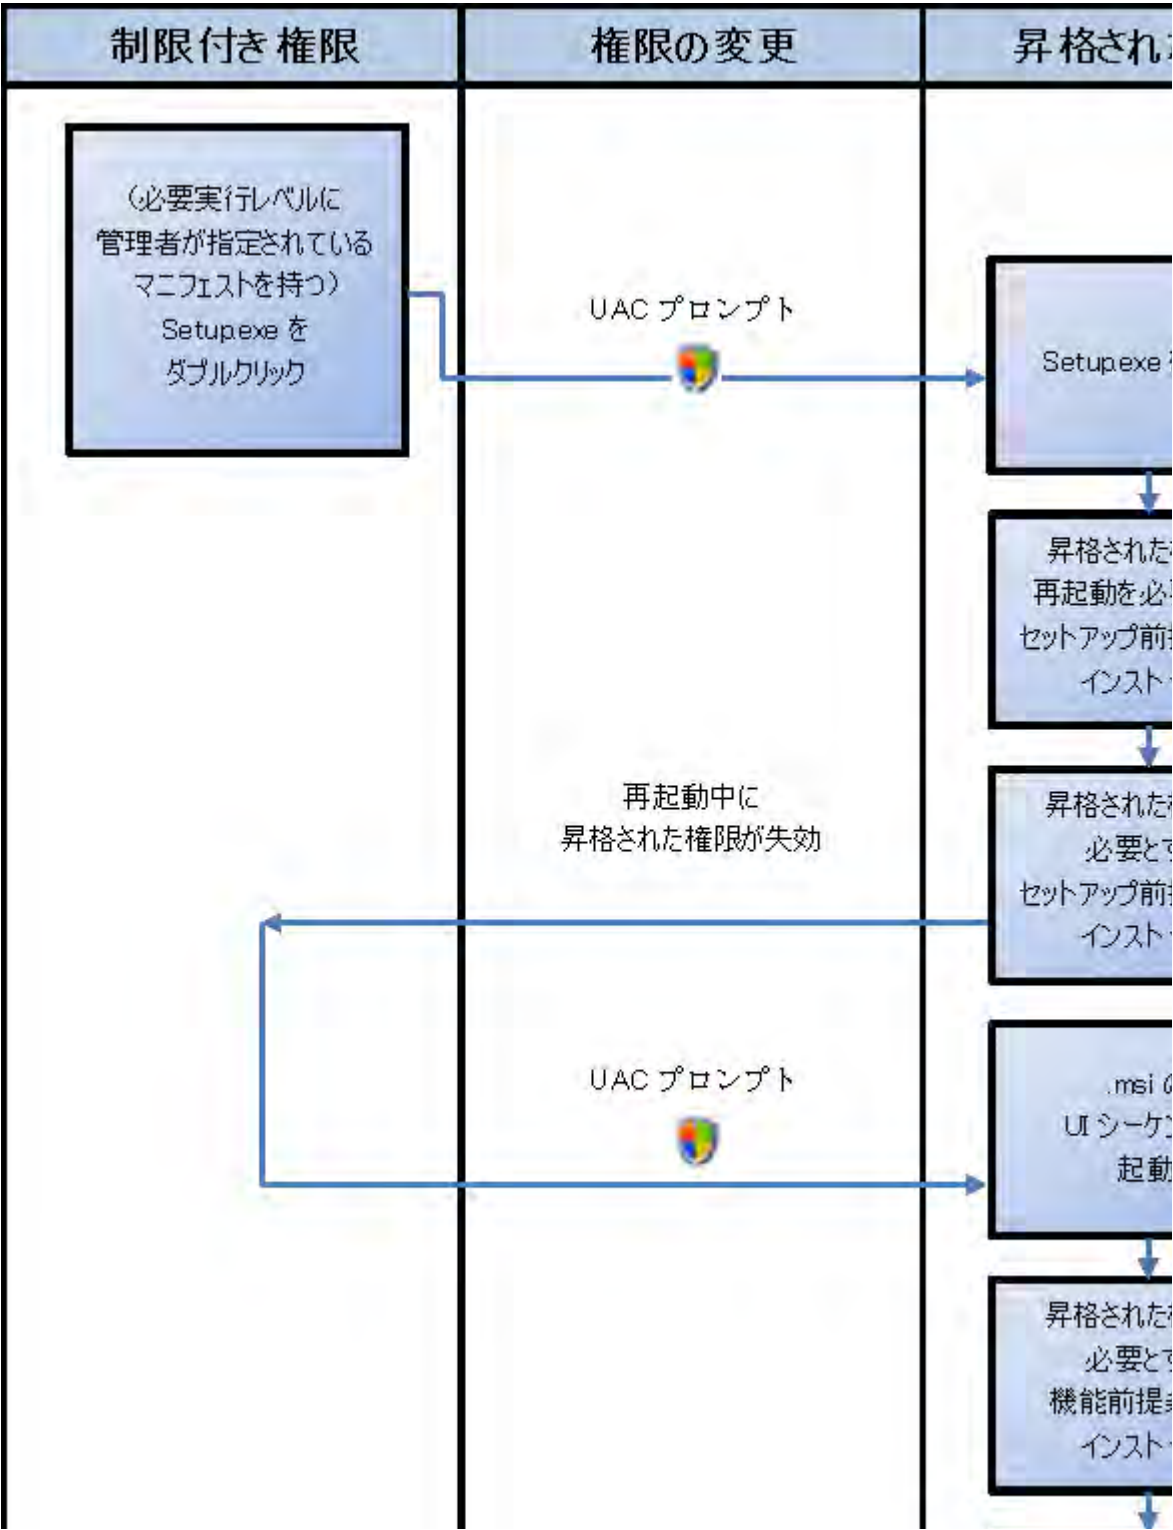 制限付き権限
権限の変更
昇格され
（必要実行レベルに
管理者が指定されている
マニフェストを持つ）
Setup.exe を
ダブルクリック
UAC プロンプト
Setup.exe
昇格された
再起動を必
セットアップ前
インスト
再起動中に
昇格された権限が失効
昇格された
必要と
セットアップ前
インスト
UAC プロンプト
.msi
UI シーケ
起動
昇格された
必要と
機能前提
インスト